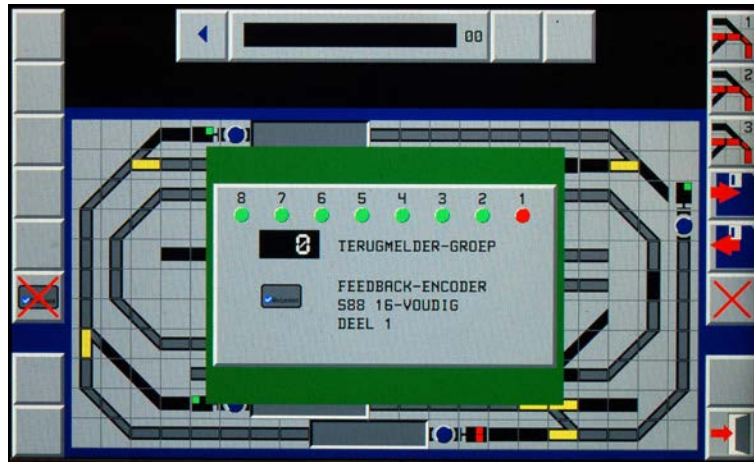 00
1
2
3
8 7 6 5 4 3 2 1
0 TERUGMELDER-GROEP
FEEDBACK-ENCODER
S88 16-VOUDIG
DEEL 1